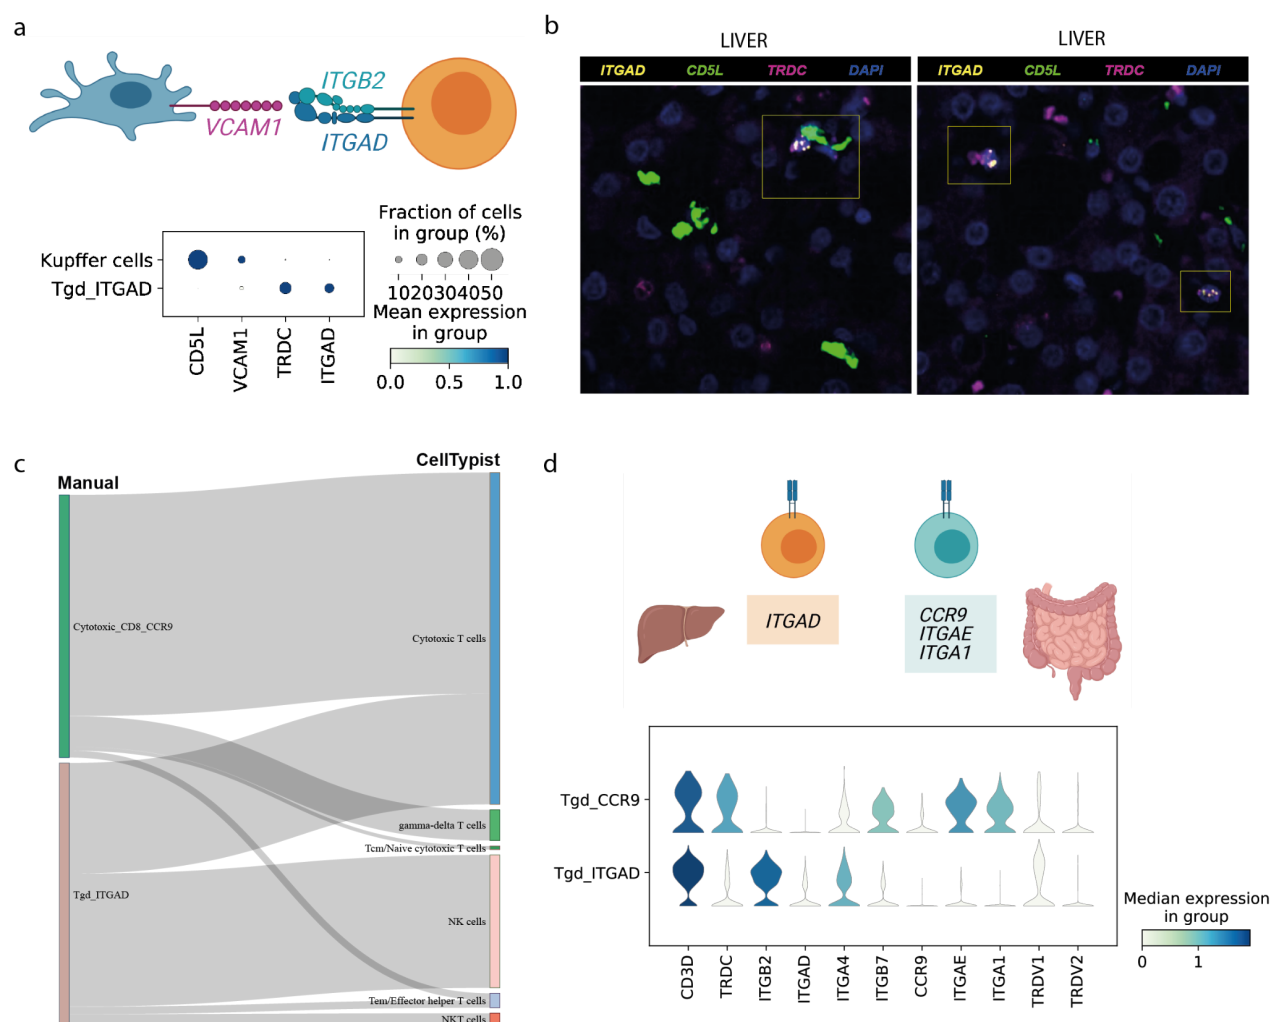 a
ITGB2
VCAM1
ITGAD
Fraction of cells
in group (%)
Kupffer cells
Tgd_ITGAD
1020304050
Mean expression
in group
CD5L
VCAM1
TRDC
ITGAD
0.0 0.5 1.0
b
LIVER
LIVER
ITGAD CD5L TRDC DAPI
ITGAD CD5L TRDC DAPI
c
Manual
CellTypist
Cytotoxic_CD8_CCR9
Tgd_ITGAD
Cytotoxic T cells
gamma-delta T cells
Tcm/Naive cytotoxic T cells
NK cells
Tem/Effector helper T cells
NKT cells
d
ITGAD
CCR9
ITGAE
ITGA1
Tgd_CCR9
Tgd_ITGAD
CD3D
TRDC
ITGB2
ITGAD
ITGA4
ITGB7
CCR9
ITGAE
ITGA1
TRDV1
TRDV2
Median expression
in group
0 1